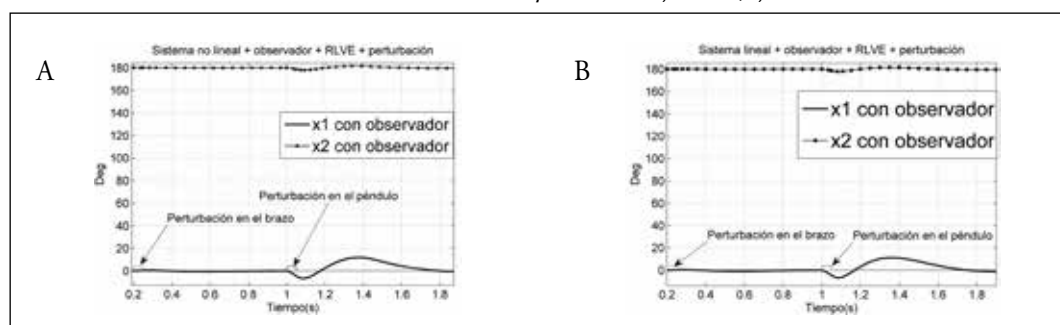 A
Sistema no lineal + observador + RLVE + perturbación
180
160
140
120
100
80
60
40
20
0
Deg
x1 con observador
x2 con observador
Perturbación en el péndulo
Perturbación en el brazo
0.2 0.4 0.6 0.8 1 1.2 1.4 1.6 1.8
Tiempo(s)
B
Sistema lineal + observador + RLVE + perturbación
180
160
140
120
100
80
60
40
20
0
Deg
x1 con observador
x2 con observador
Perturbación en el brazo
Perturbación en el péndulo
0.2 0.4 0.6 0.8 1 1.2 1.4 1.6 1.8
Tiempo(s)